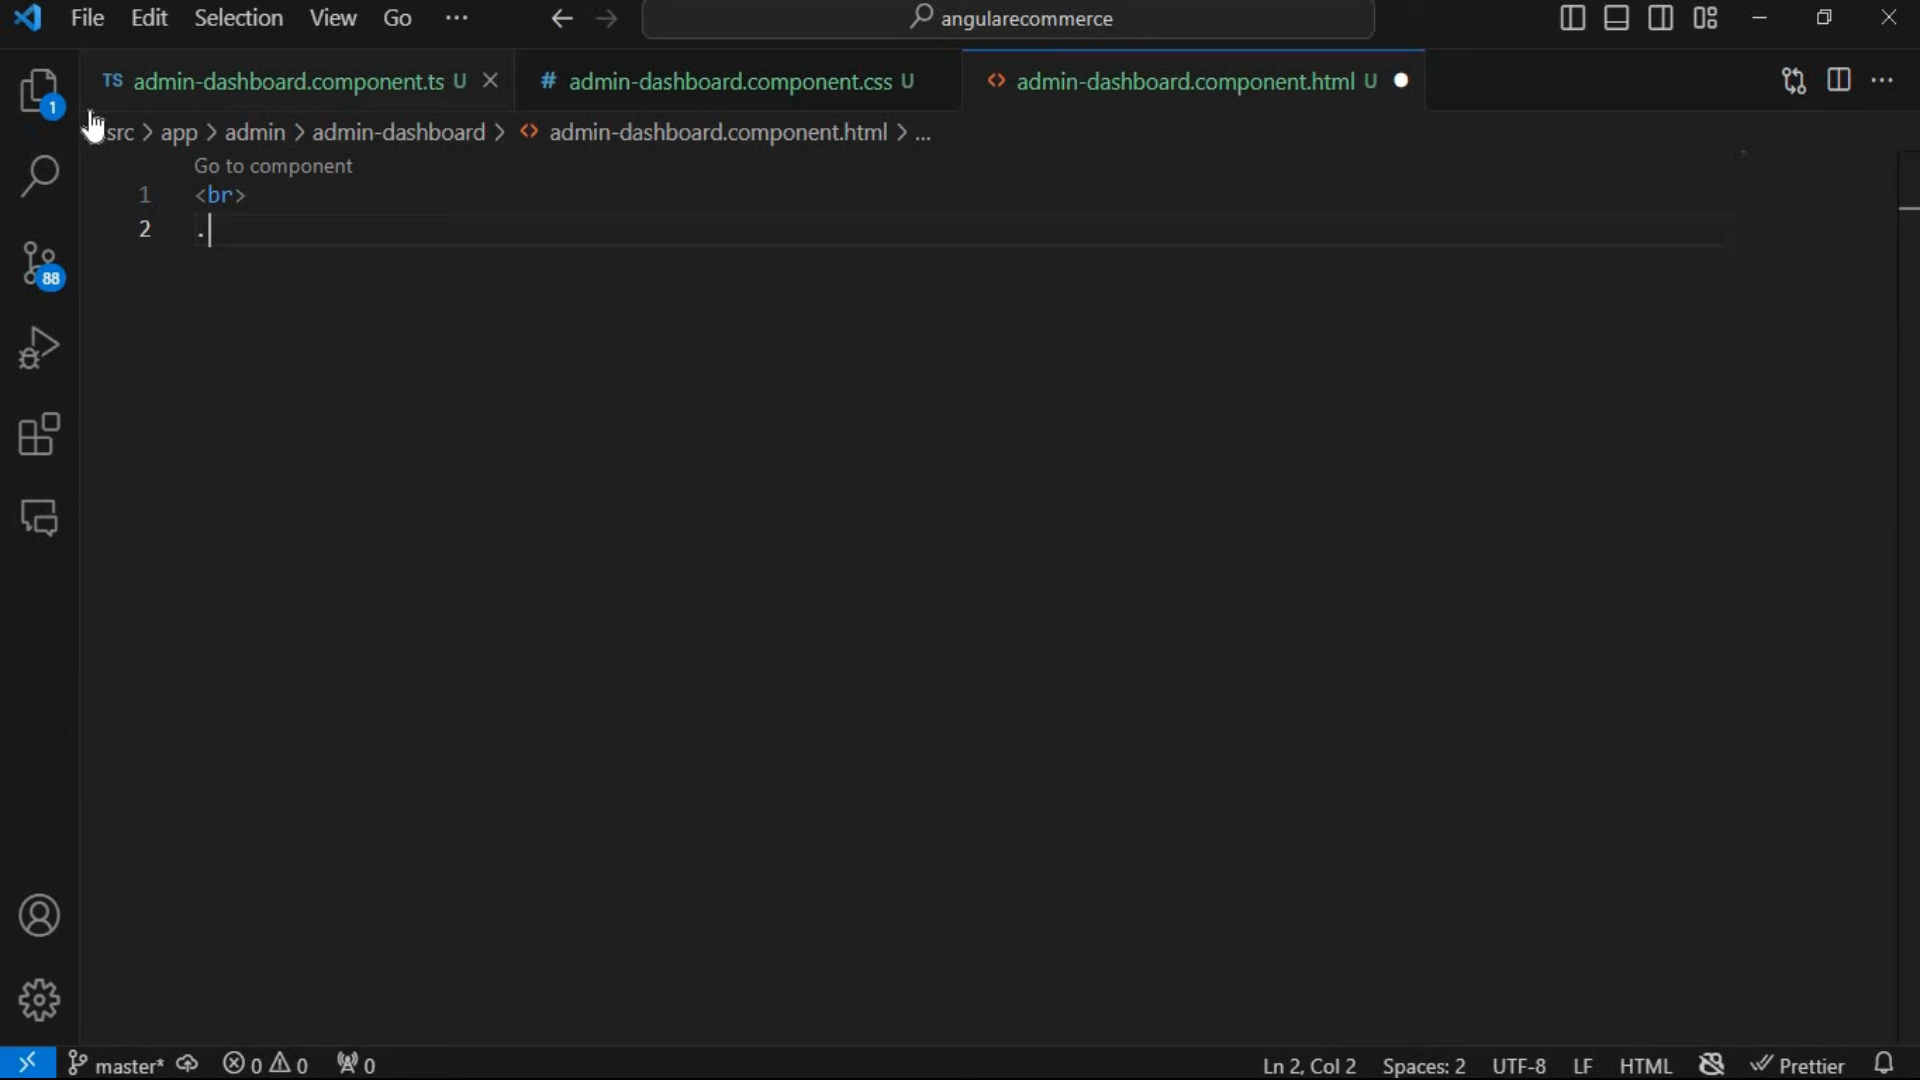 File Edit Selection View Go ··· angularecommerce
TS admin-dashboard.component.ts U # admin-dashboard.component.css U <> admin-dashboard.component.html U
src > app > admin > admin-dashboard > <> admin-dashboard.component.html > ...
1
Go to component
1 <br>
88
2 .
master* 0 0 0 Ln 2, Col 2 Spaces: 2 UTF-8 LF HTML Prettier